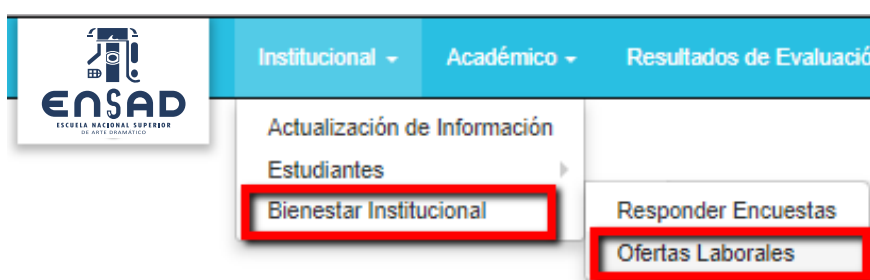 ENSAD
ESCUELA NACIONAL SUPERIOR
DE ARTE DRAMÁTICO
Institucional
Académico
Resultados de Evaluació
Actualización de Información
Estudiantes
Bienestar Institucional
Responder Encuestas
Ofertas Laborales